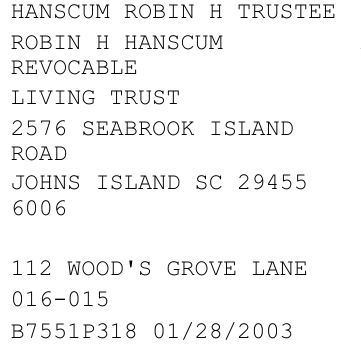 HANSCUM ROBIN H TRUSTEE
ROBIN H HANSCUM
REVOCABLE
LIVING TRUST
2576 SEABROOK ISLAND
ROAD
JOHNS ISLAND SC 29455
6006
112 WOOD'S GROVE LANE
016-015
B7551P318 01/28/2003